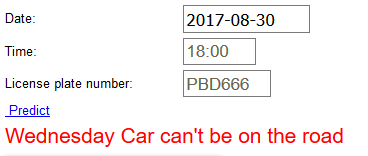 Date: 2017-08-30
Time: 18:00
License plate number: PBD666
Predict
Wednesday Car can't be on the road